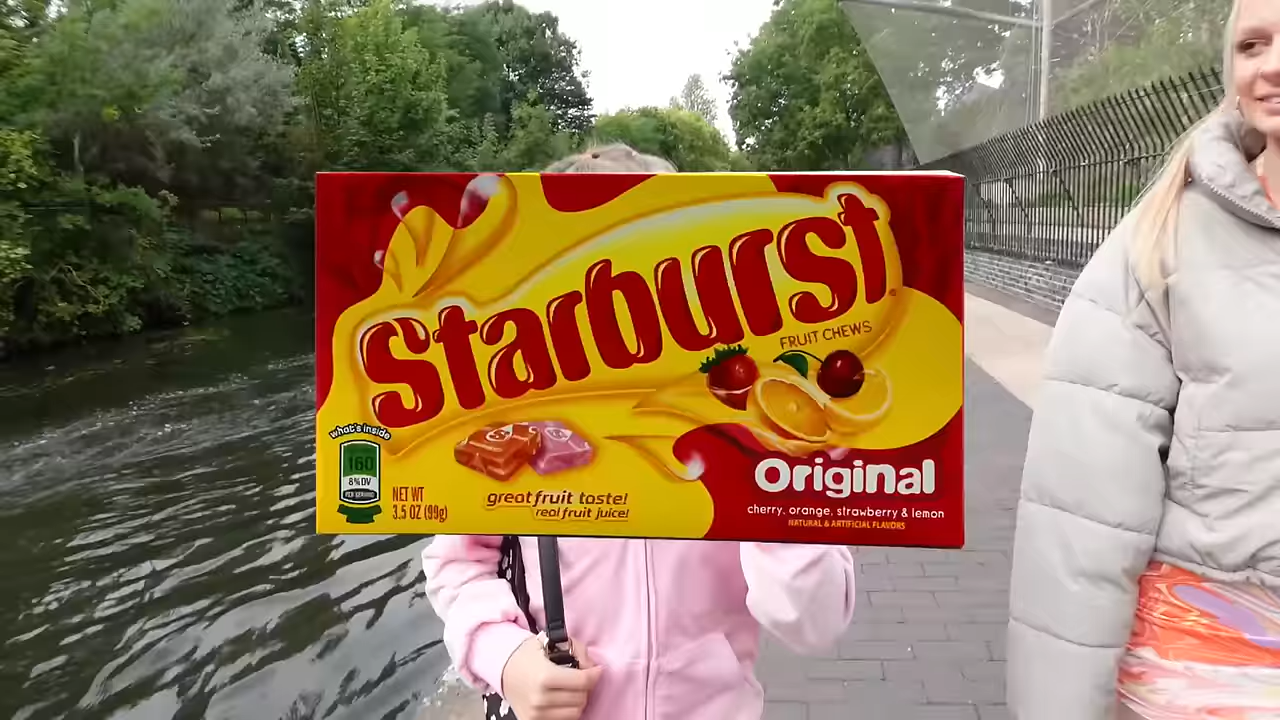 Starburst
FRUIT CHEWS
what's inside
160
8% DV
PER SERVING
NET WT
3.5 OZ (99g)
great fruit taste!
real fruit juice!
Original
cherry, orange, strawberry & lemon
NATURAL & ARTIFICIAL FLAVORS